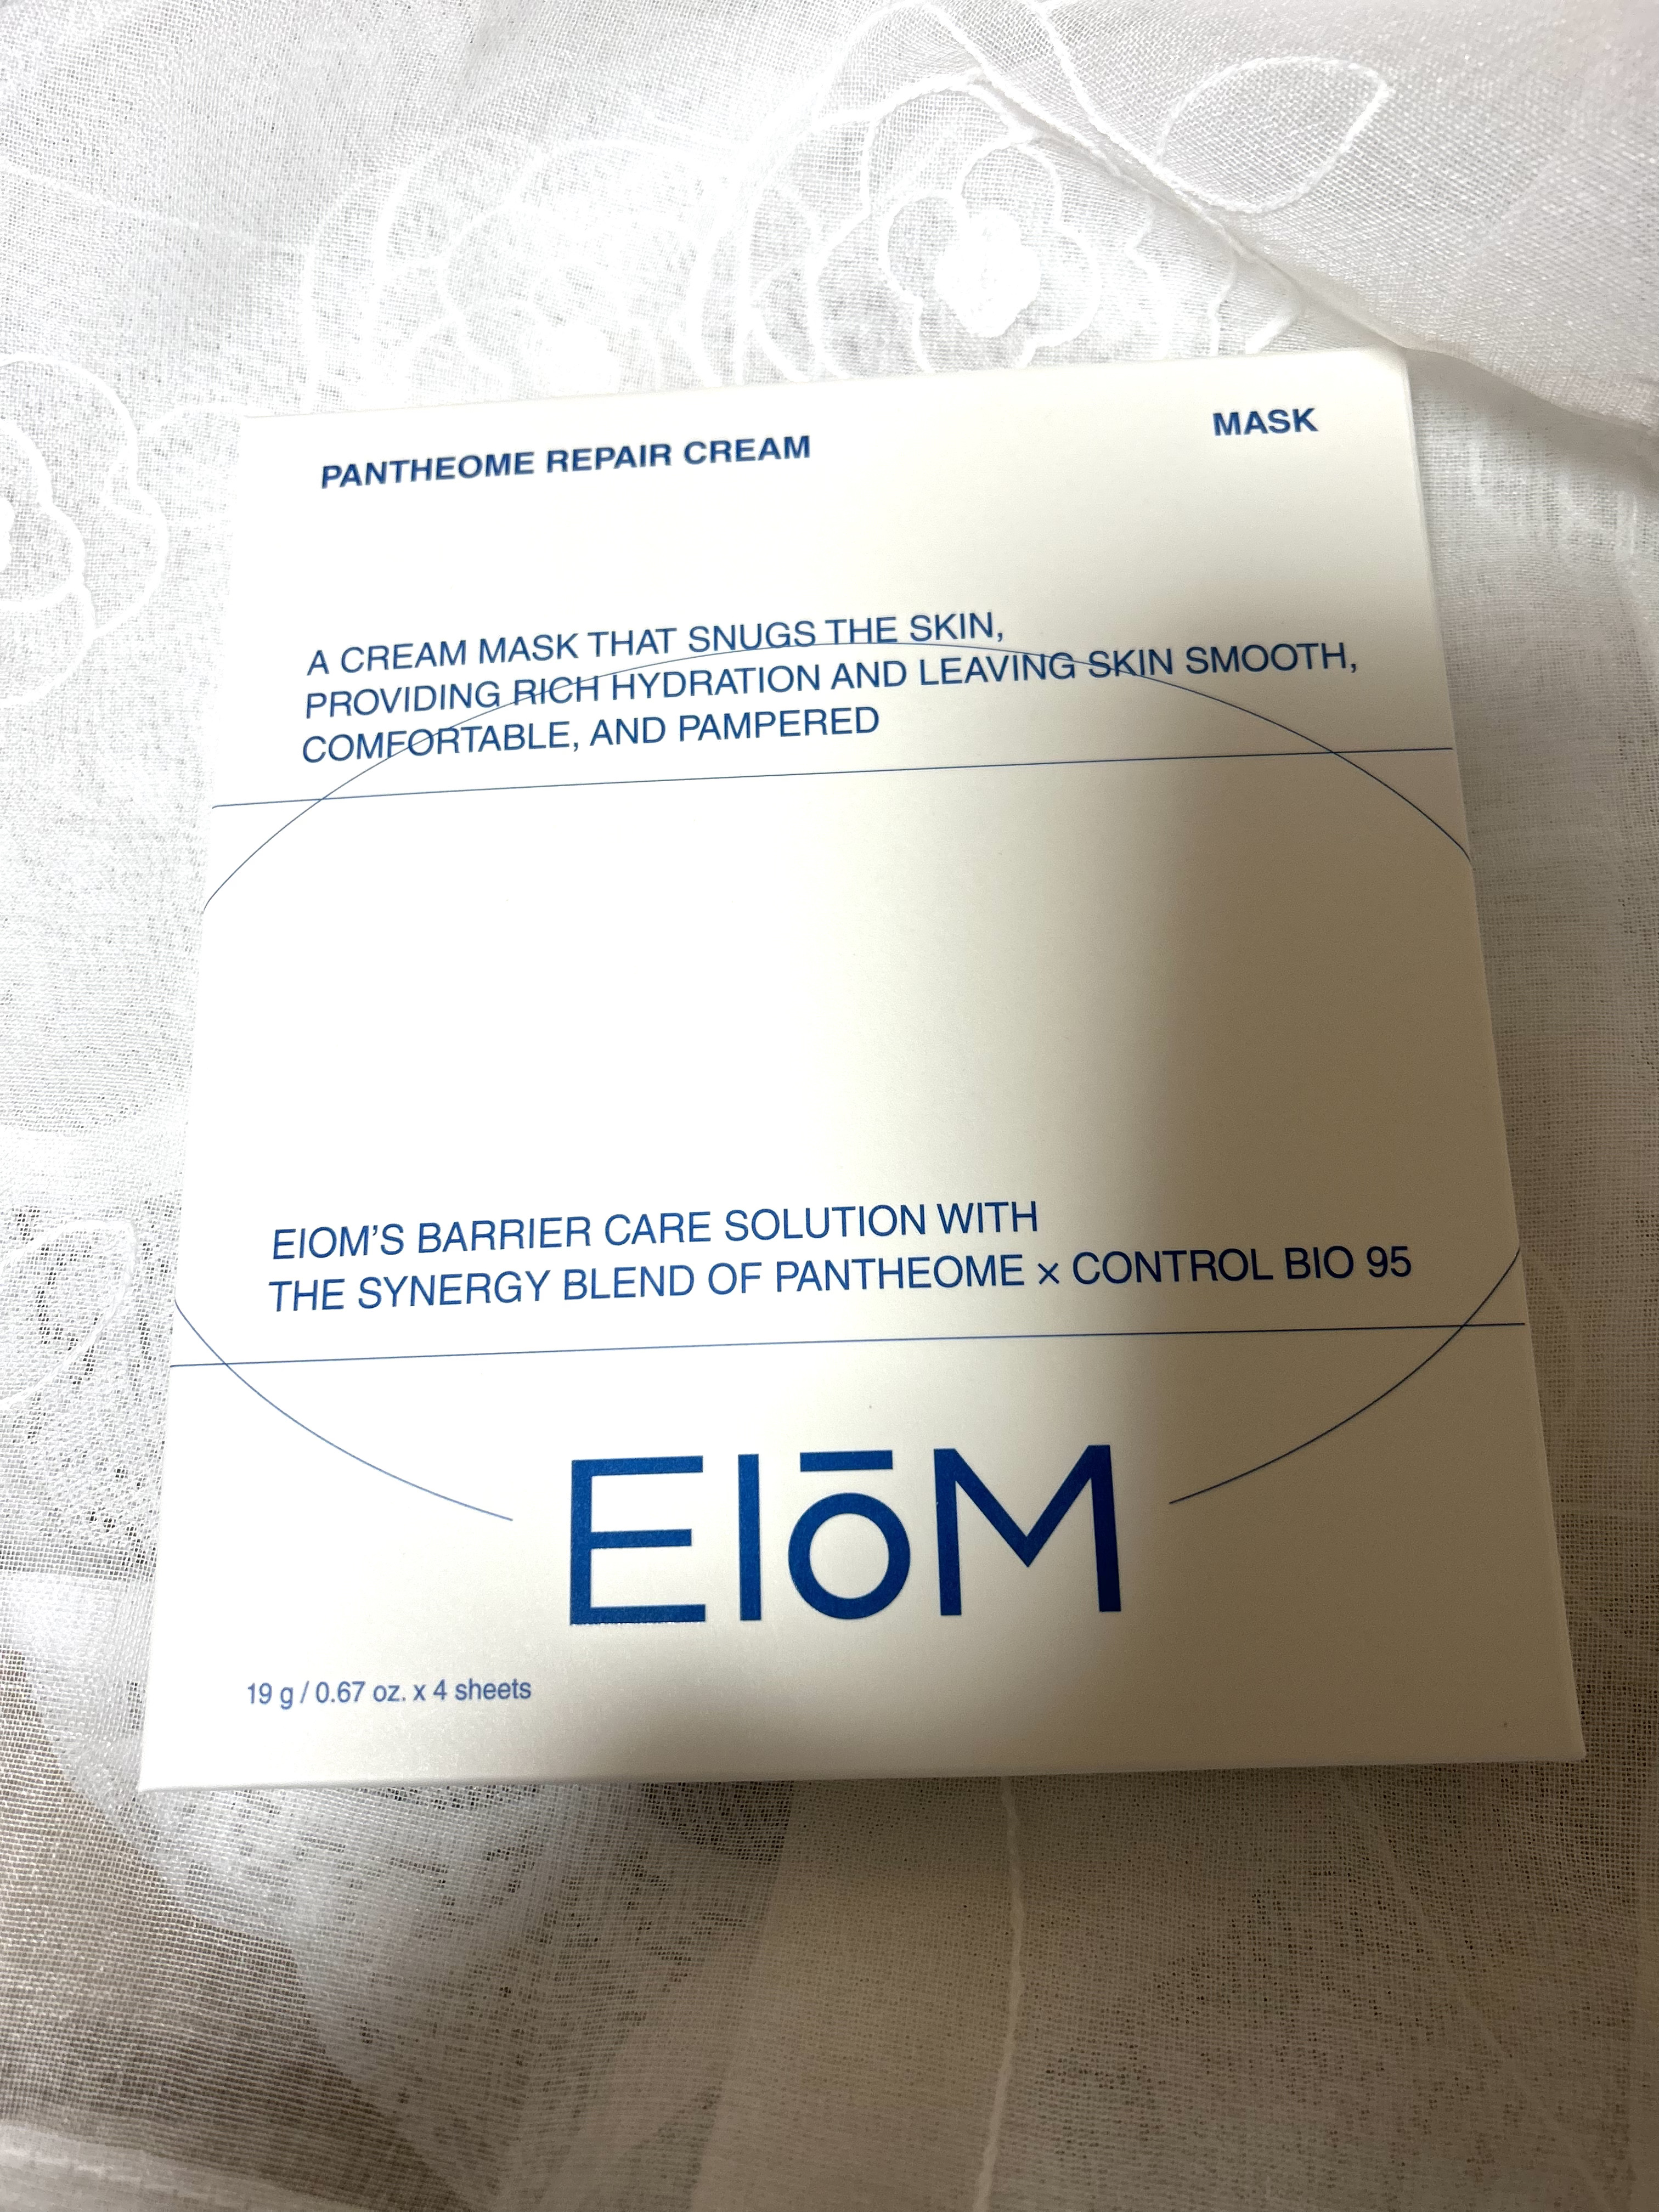 PANTHEOME REPAIR CREAM
MASK
A CREAM MASK THAT SNUGS THE SKIN,
PROVIDING RICH HYDRATION AND LEAVING SKIN SMOOTH,
COMFORTABLE, AND PAMPERED
EIOM'S BARRIER CARE SOLUTION WITH
THE SYNERGY BLEND OF PANTHEOME × CONTROL BIO 95
EIōM
19 g / 0.67 oz. x 4 sheets